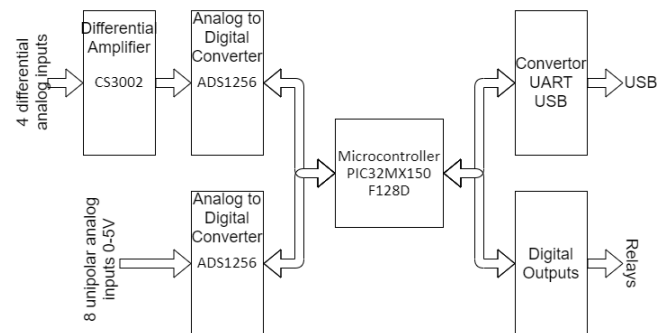 4 differential
analog inputs
Differential
Amplifier
CS3002
Analog to
Digital
Converter
ADS1256
8 unipolar analog
inputs 0-5V
Analog to
Digital
Converter
ADS1256
Microcontroller
PIC32MX150
F128D
Convertor
UART
USB
USB
Digital
Outputs
Relays